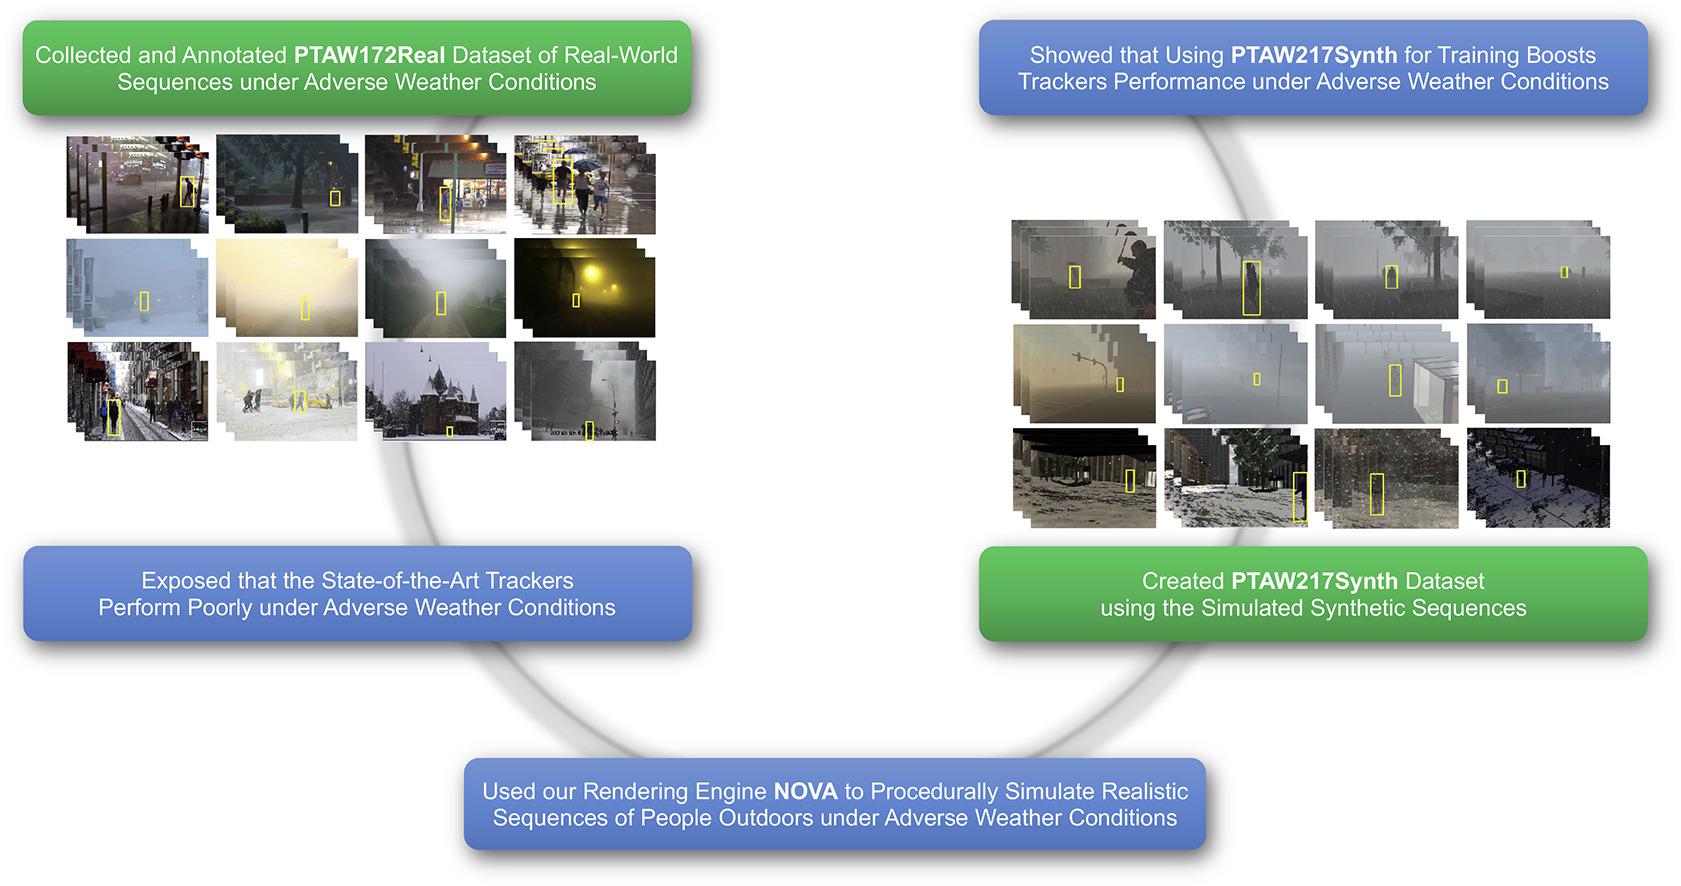 Collected and Annotated PTAW172Real Dataset of Real-World
Sequences under Adverse Weather Conditions
Exposed that the State-of-the-Art Trackers
Perform Poorly under Adverse Weather Conditions
Used our Rendering Engine NOVA to Procedurally Simulate Realistic
Sequences of People Outdoors under Adverse Weather Conditions
Created PTAW217Synth Dataset
using the Simulated Synthetic Sequences
Showed that Using PTAW217Synth for Training Boosts
Trackers Performance under Adverse Weather Conditions